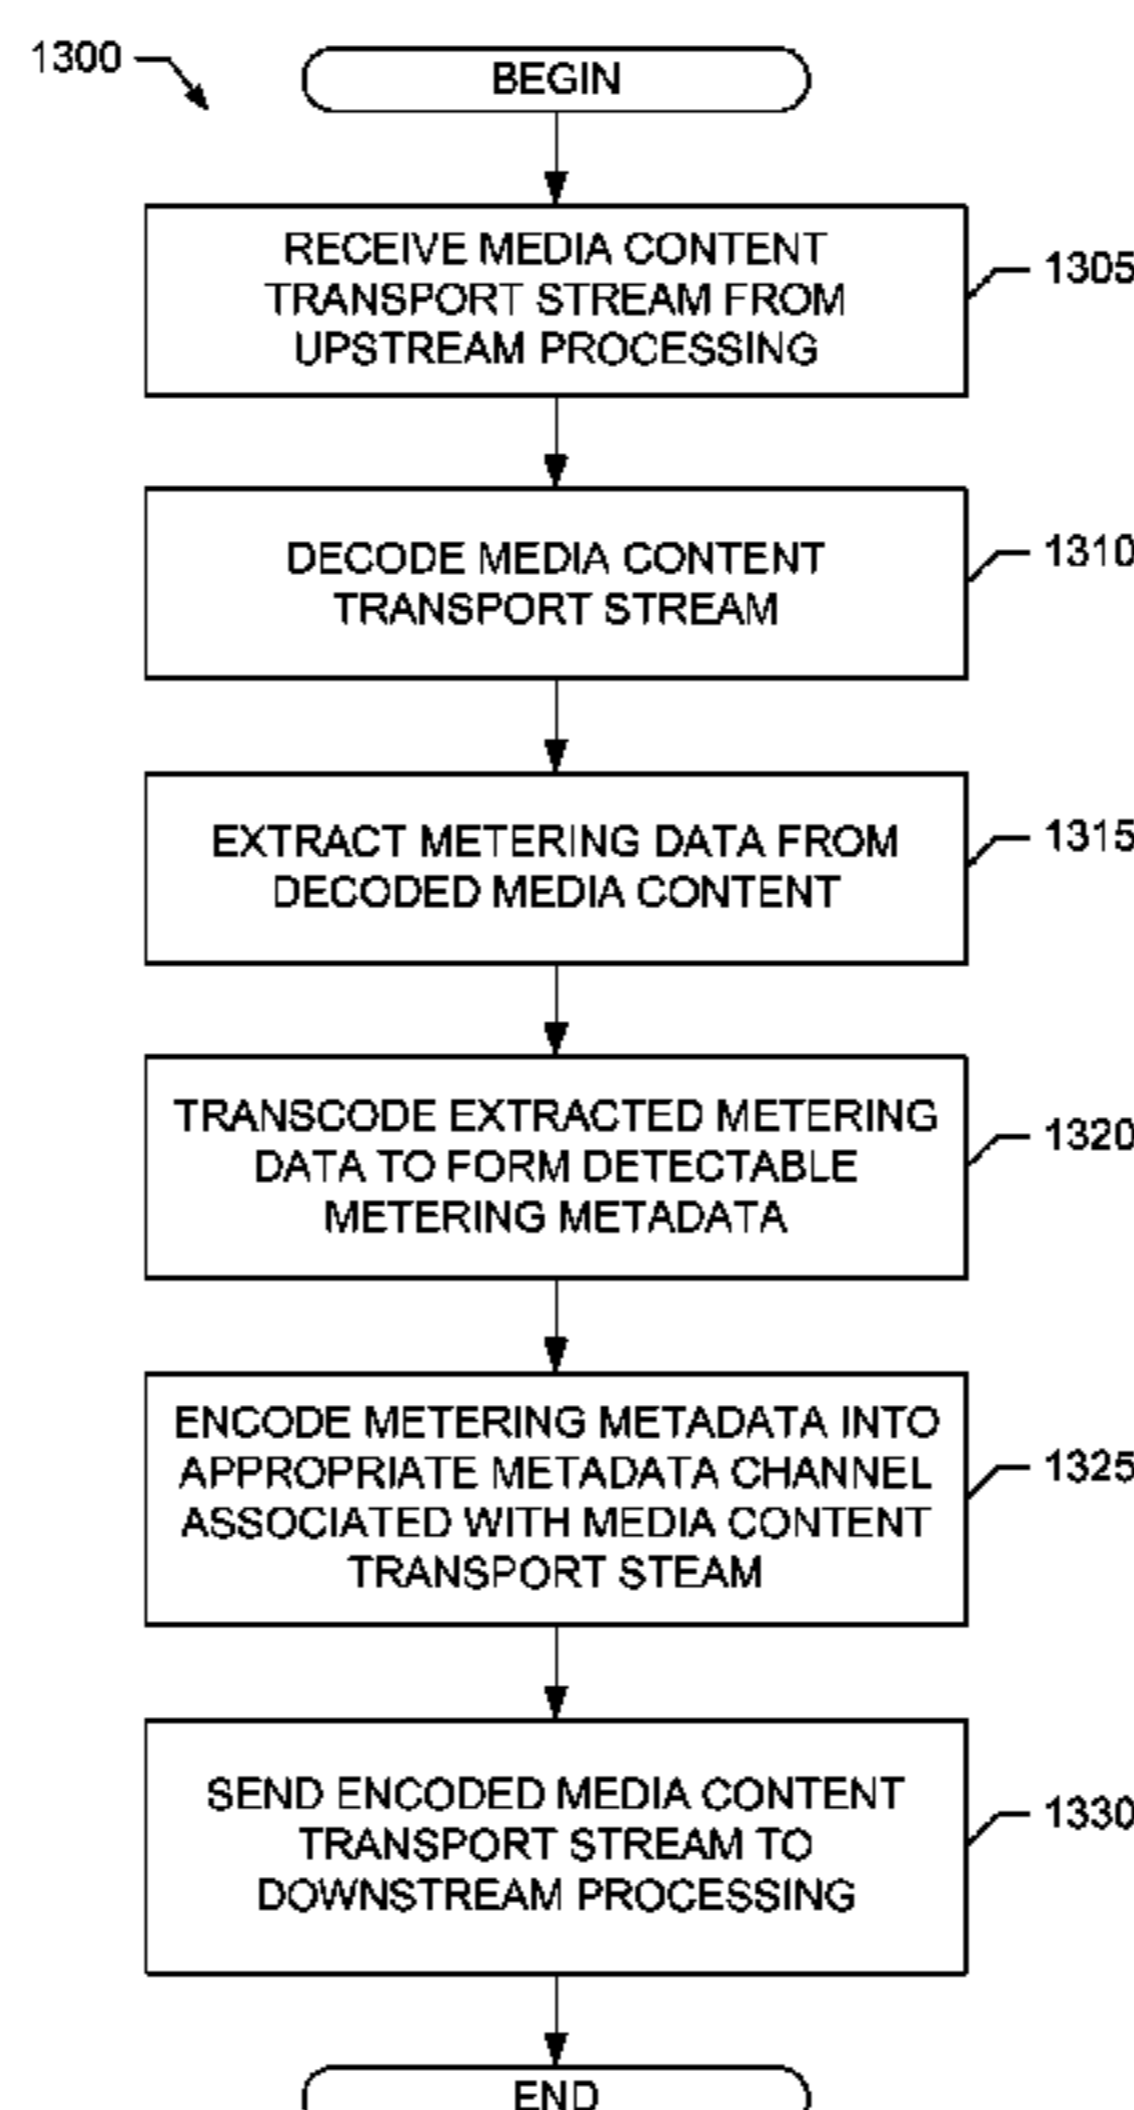 1300
BEGIN
RECEIVE MEDIA CONTENT
TRANSPORT STREAM FROM
UPSTREAM PROCESSING
1305
DECODE MEDIA CONTENT
TRANSPORT STREAM
1310
EXTRACT METERING DATA FROM
DECODED MEDIA CONTENT
1315
TRANSCODE EXTRACTED METERING
DATA TO FORM DETECTABLE
METERING METADATA
1320
ENCODE METERING METADATA INTO
APPROPRIATE METADATA CHANNEL
ASSOCIATED WITH MEDIA CONTENT
TRANSPORT STEAM
1325
SEND ENCODED MEDIA CONTENT
TRANSPORT STREAM TO
DOWNSTREAM PROCESSING
1330
END